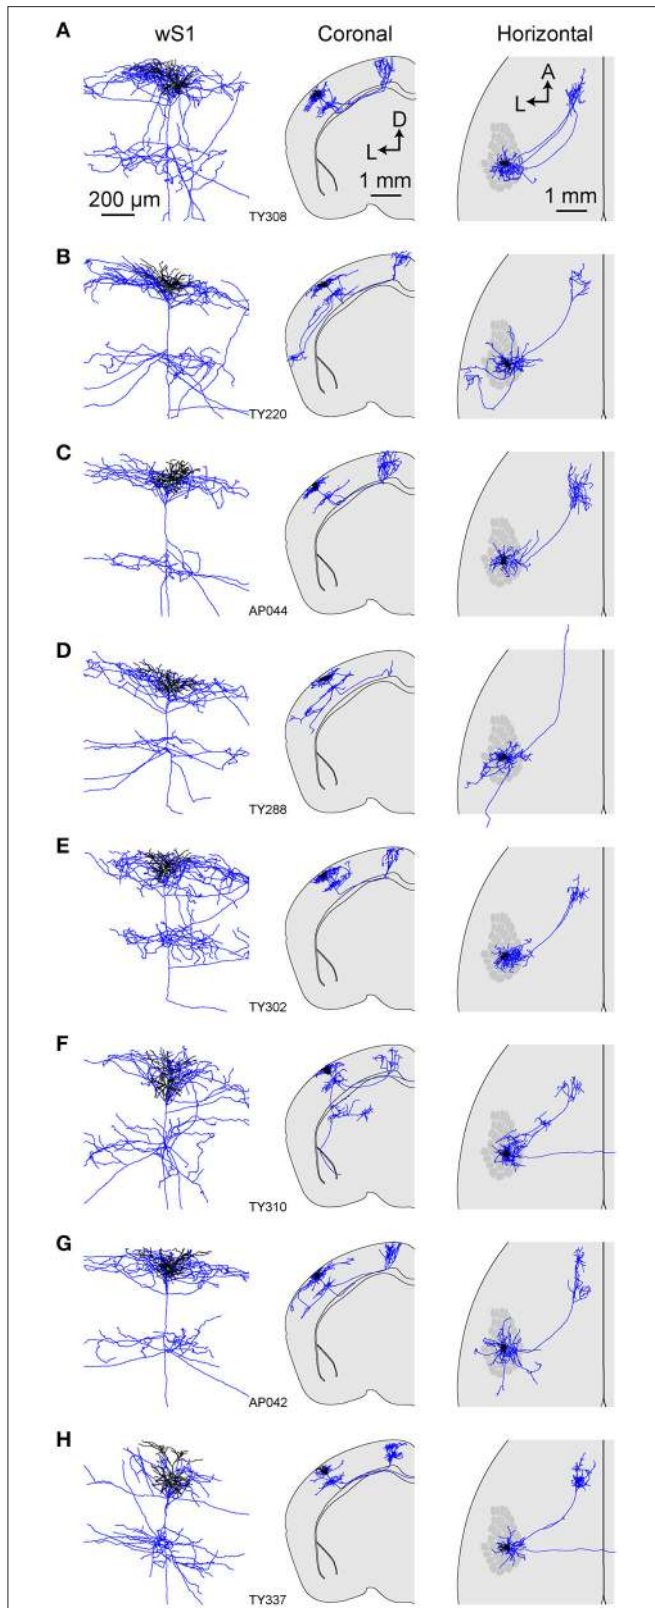 A wS1 Coronal Horizontal
D
L
A
L
200 µm
1 mm
1 mm
TY308
B
TY220
C
AP044
D
TY288
E
TY302
F
TY310
G
AP042
H
TY337